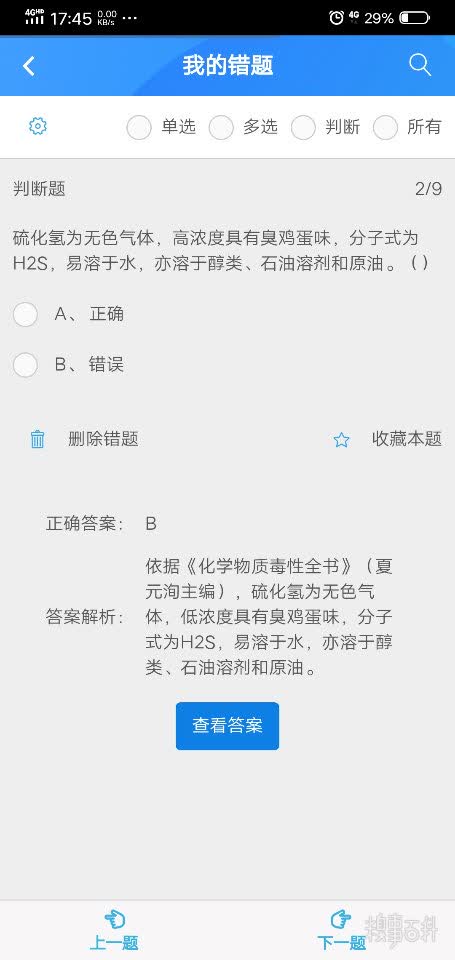 4GHD 17:45 0.00 KB/s ··· 4G 29%
我的错题
单选 多选 判断 所有
判断题 2/9
硫化氢为无色气体，高浓度具有臭鸡蛋味，分子式为
H2S，易溶于水，亦溶于醇类、石油溶剂和原油。（）
A、 正确
B、 错误
删除错题 收藏本题
正确答案： B
依据《化学物质毒性全书》（夏
元洵主编），硫化氢为无色气
答案解析： 体，低浓度具有臭鸡蛋味，分子
式为H2S，易溶于水，亦溶于醇
类、石油溶剂和原油。
查看答案
上一题 下一题
糗事百科